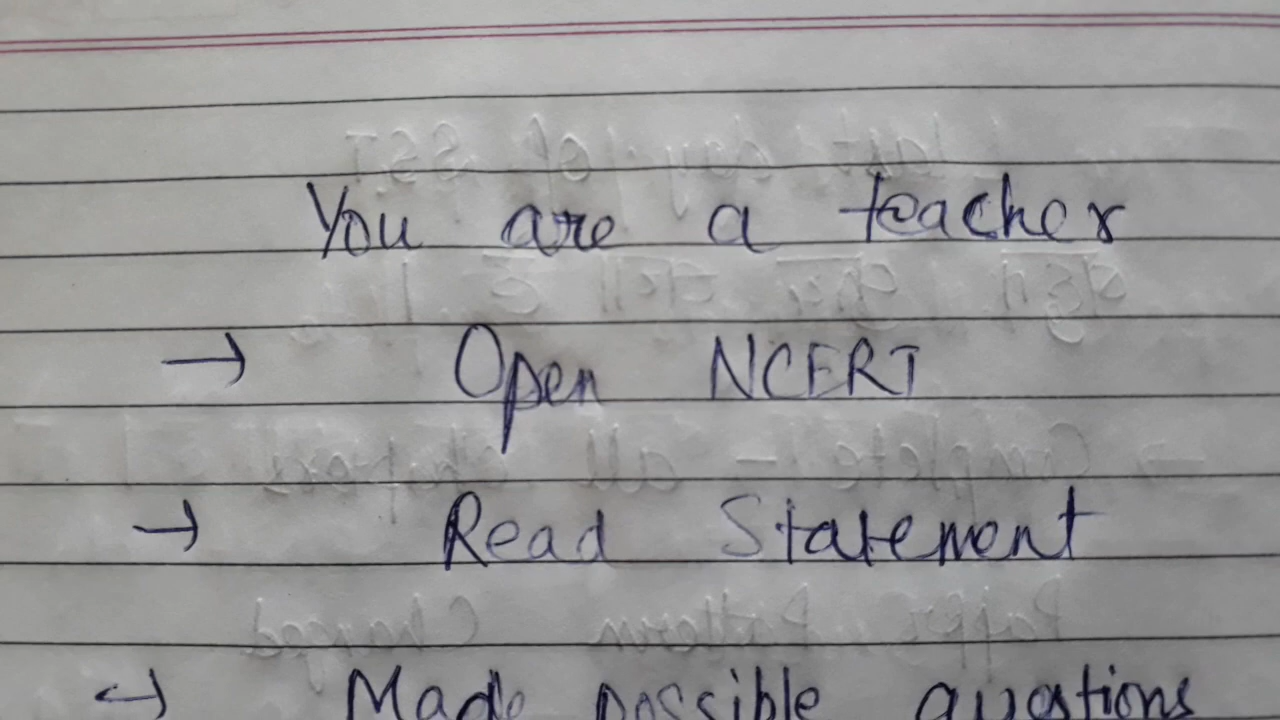 You are a teacher
→ Open NCERT
→ Read Statement
→ Made possible questions